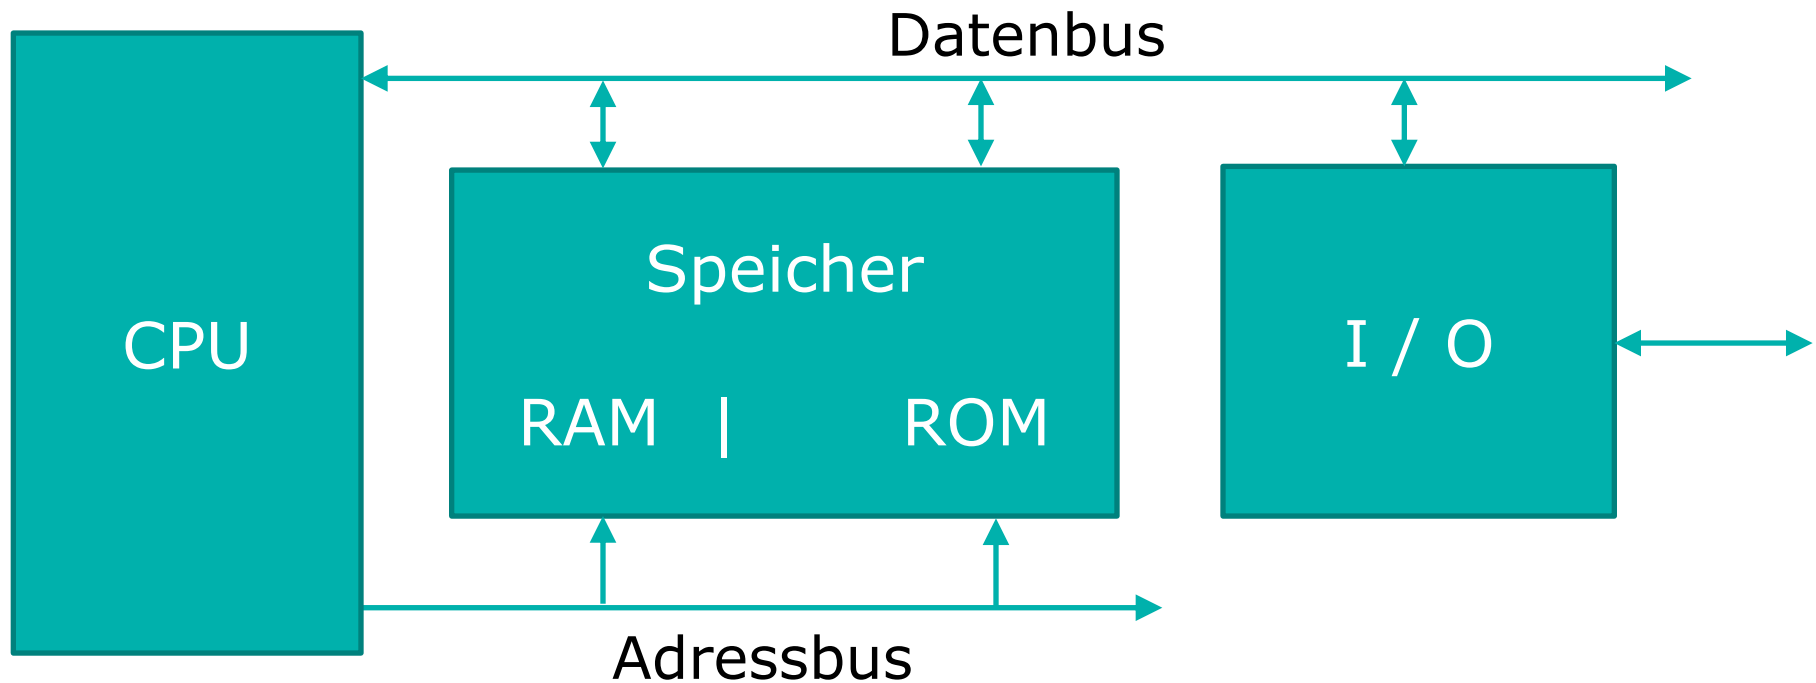 Datenbus
CPU
Speicher
RAM | ROM
I / O
Adressbus